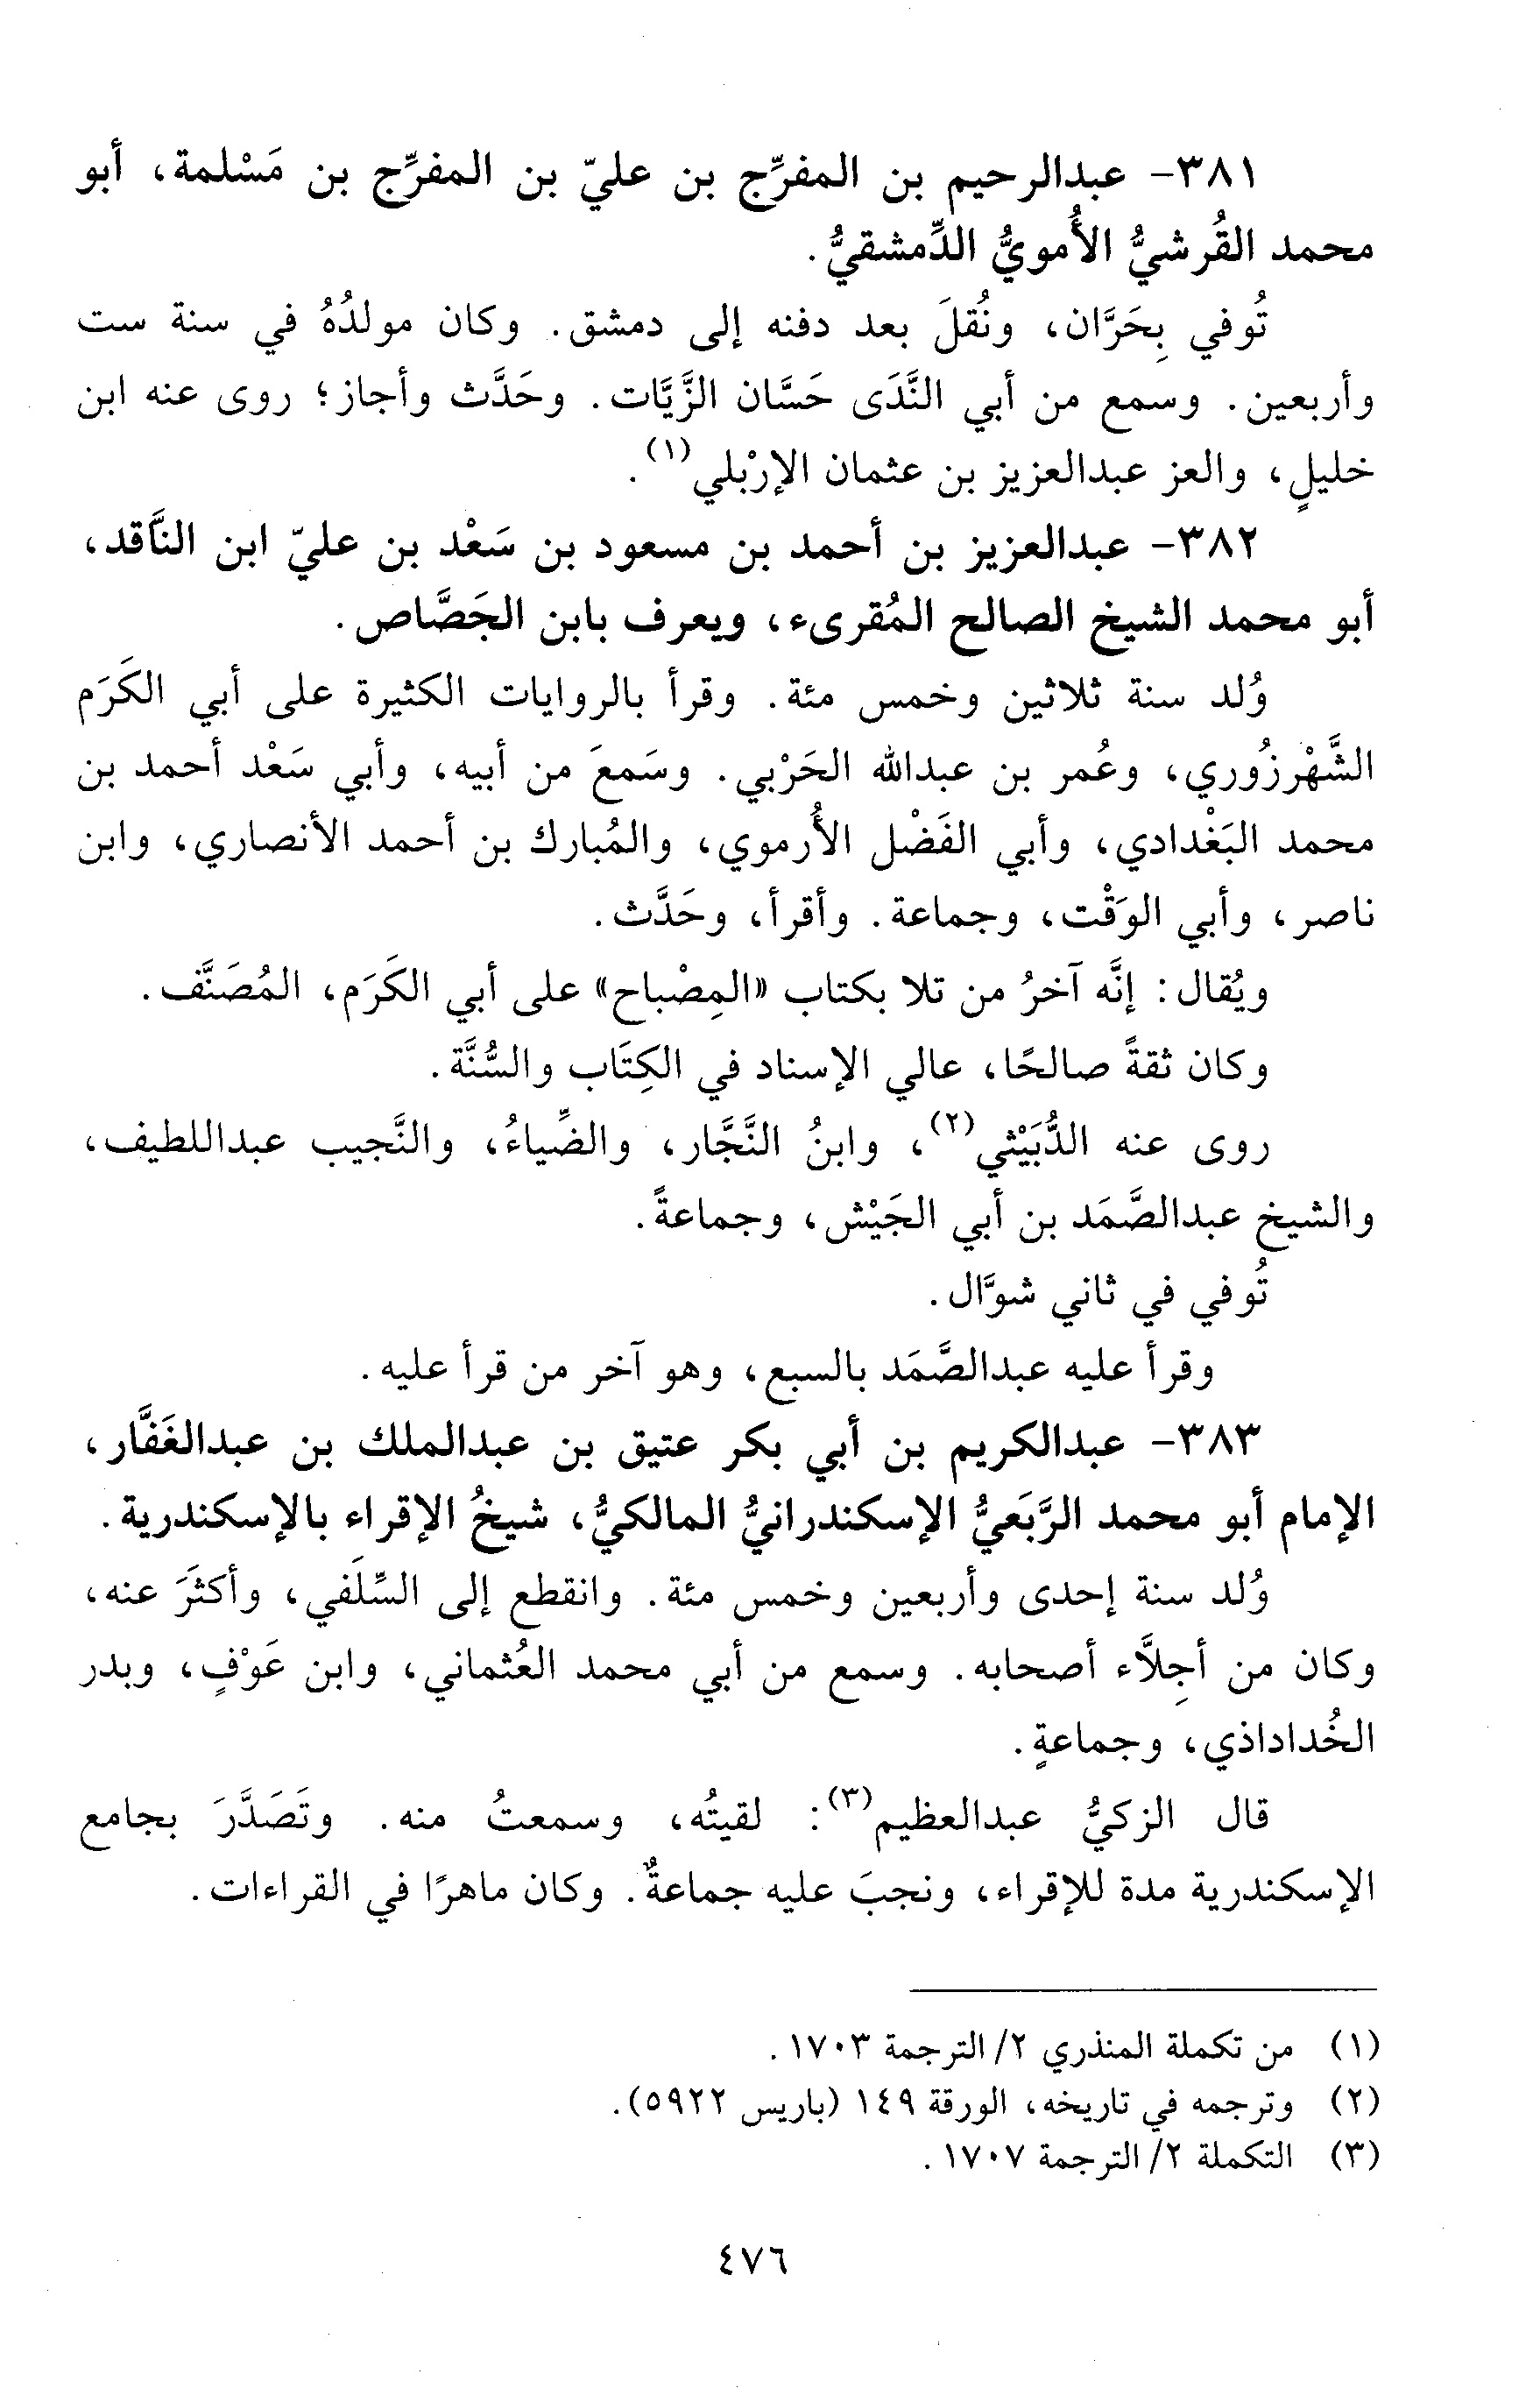 ٣٨١- عبدالرحيم بن المفرِّج بن عليّ بن المفرِّج بن مَسْلمة، أبو
محمد القُرشيُّ الأُمويُّ الدِّمشقيُّ.
تُوفي بِحَرَّان، ونُقلَ بعد دفنه إلى دمشق. وكان مولدُهُ في سنة ست
وأربعين. وسمع من أبي النَّدَى حَسَّان الزَّيَّات. وحَدَّث وأجاز؛ روى عنه ابن
خليلٍ، والعز عبدالعزيز بن عثمان الإرْبلي(١).
٣٨٢- عبدالعزيز بن أحمد بن مسعود بن سَعْد بن عليّ ابن النَّاقد،
أبو محمد الشيخ الصالح المُقرىء، ويعرف بابن الجَصَّاص.
وُلد سنة ثلاثين وخمس مئة. وقرأ بالروايات الكثيرة على أبي الكَرَم
الشَّهْرزُوري، وعُمر بن عبدالله الحَرْبي. وسَمعَ من أبيه، وأبي سَعْد أحمد بن
محمد البَغْدادي، وأبي الفَضْل الأُرموي، والمُبارك بن أحمد الأنصاري، وابن
ناصر، وأبي الوَقْت، وجماعة. وأقرأ، وحَدَّث.
ويُقال: إنَّه آخرُ من تلا بكتاب «المِصْباح» على أبي الكَرَم، المُصَنَّف.
وكان ثقةً صالحًا، عالي الإسناد في الكِتَاب والسُّنَّة.
روى عنه الدُّبَيْثي(٢)، وابنُ النَّجَّار، والضِّياءُ، والنَّجيب عبداللطيف،
والشيخ عبدالصَّمَد بن أبي الجَيْش، وجماعةً.
تُوفي في ثاني شوَّال.
وقرأ عليه عبدالصَّمَد بالسبع، وهو آخر من قرأ عليه.
٣٨٣- عبدالكريم بن أبي بكر عتيق بن عبدالملك بن عبدالغَفَّار،
الإمام أبو محمد الرَّبَعيُّ الإسكندرانيُّ المالكيُّ، شيخُ الإقراء بالإسكندرية.
وُلد سنة إحدى وأربعين وخمس مئة. وانقطع إلى السِّلَفي، وأكثَرَ عنه،
وكان من أجِلَّاء أصحابه. وسمع من أبي محمد العُثماني، وابن عَوْفٍ، وبدر
الخُداداذي، وجماعةٍ.
قال الزكيُّ عبدالعظيم(٣): لقيتُه، وسمعتُ منه. وتَصَدَّرَ بجامع
الإسكندرية مدة للإقراء، ونجبَ عليه جماعةٌ. وكان ماهرًا في القراءات.
(١) من تكملة المنذري ٢/ الترجمة ١٧٠٣.
(٢) وترجمه في تاريخه، الورقة ١٤٩ (باريس ٥٩٢٢).
(٣) التكملة ٢/ الترجمة ١٧٠٧.
٤٧٦